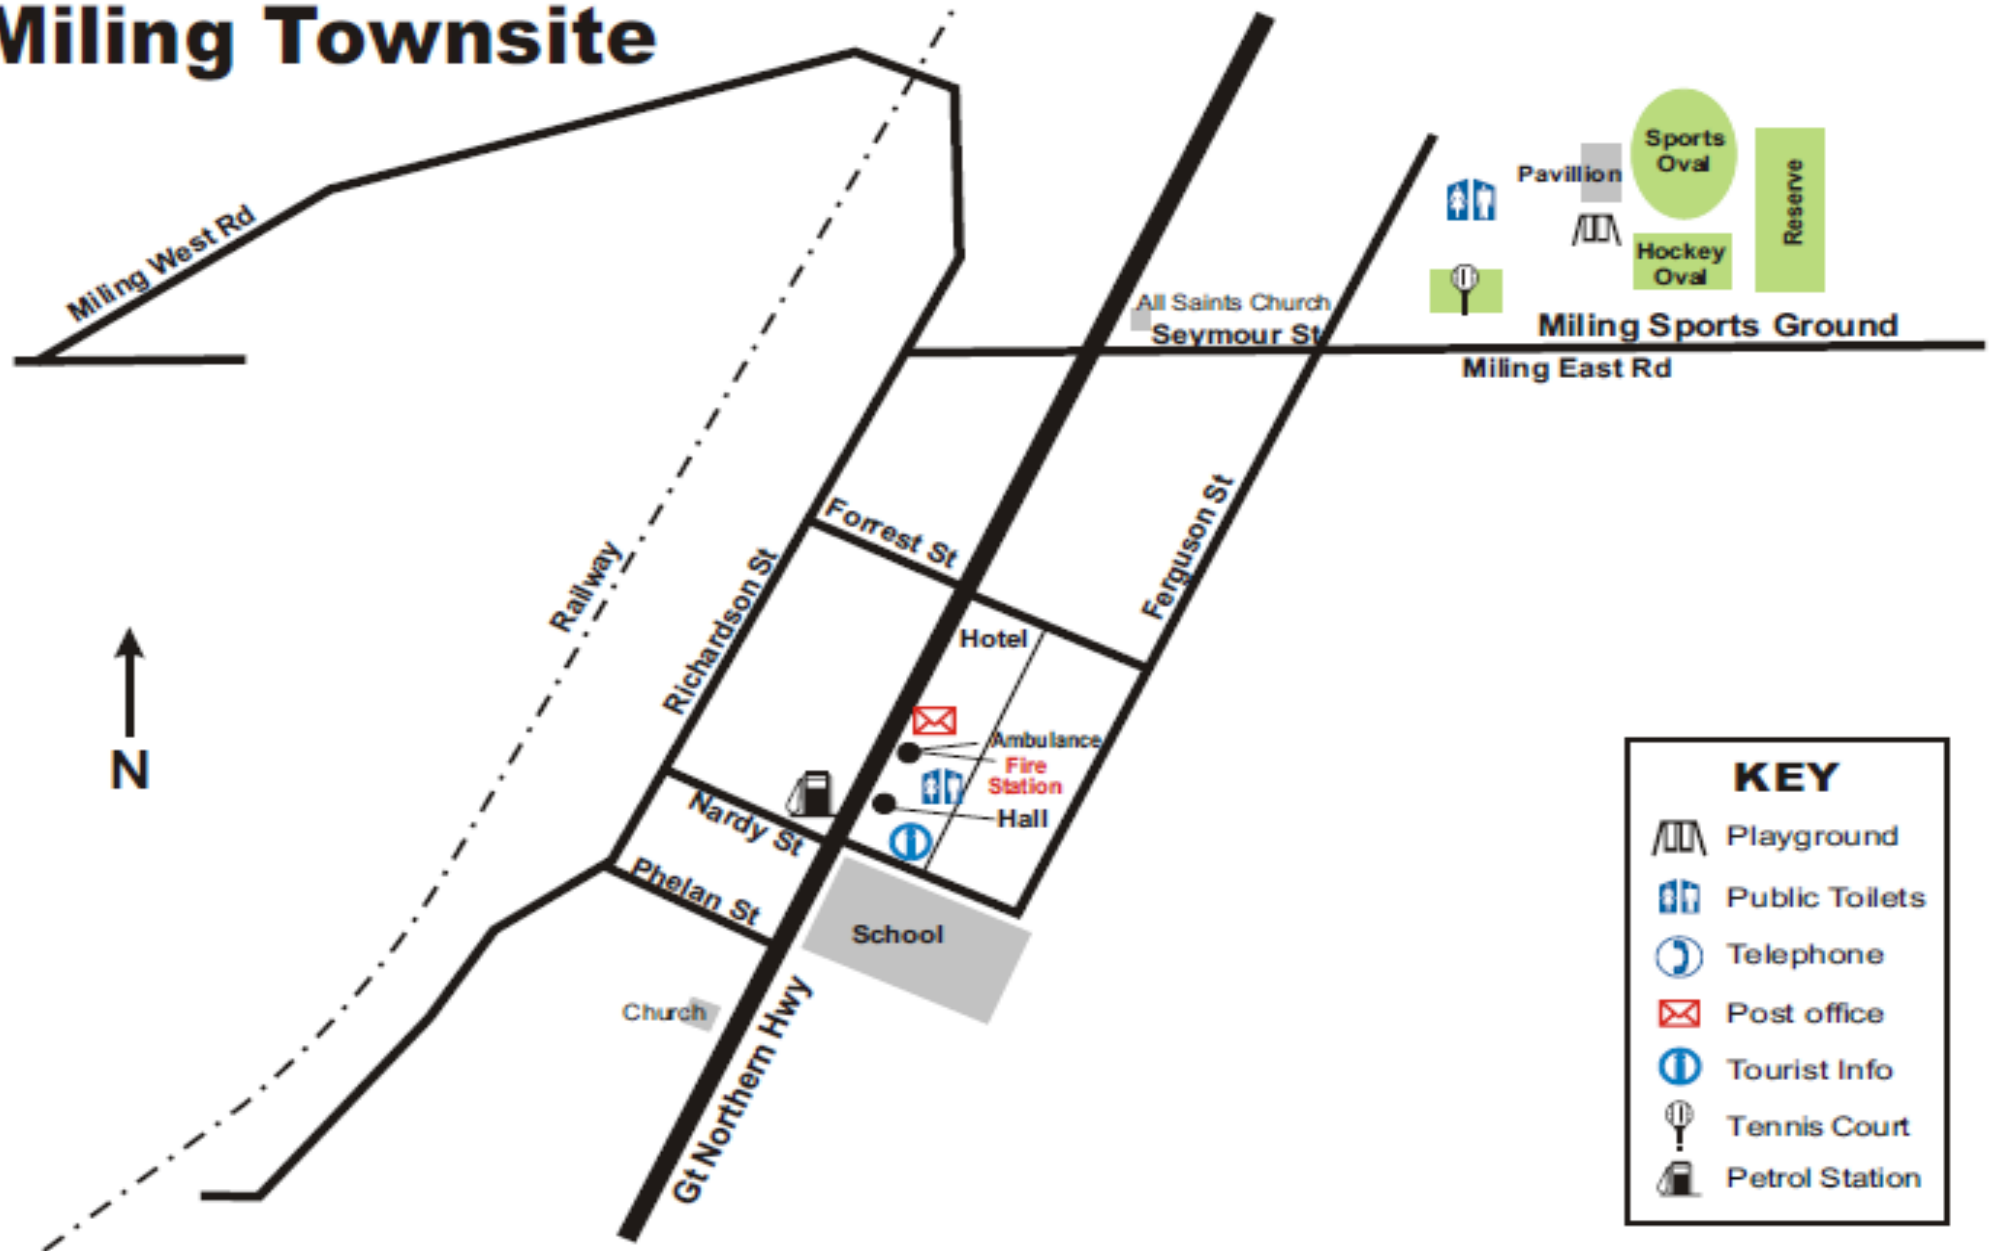 Miling Townsite
Miling West Rd
Railway
Richardson St
Forrest St
Ferguson St
Nardy St
Phelan St
Gt Northern Hwy
All Saints Church
Seymour St
Miling East Rd
Miling Sports Ground
Pavillion
Sports
Oval
Hockey
Oval
Reserve
Hotel
Ambulance
Fire
Station
Hall
School
Church
N
KEY
Playground
Public Toilets
Telephone
Post office
Tourist Info
Tennis Court
Petrol Station